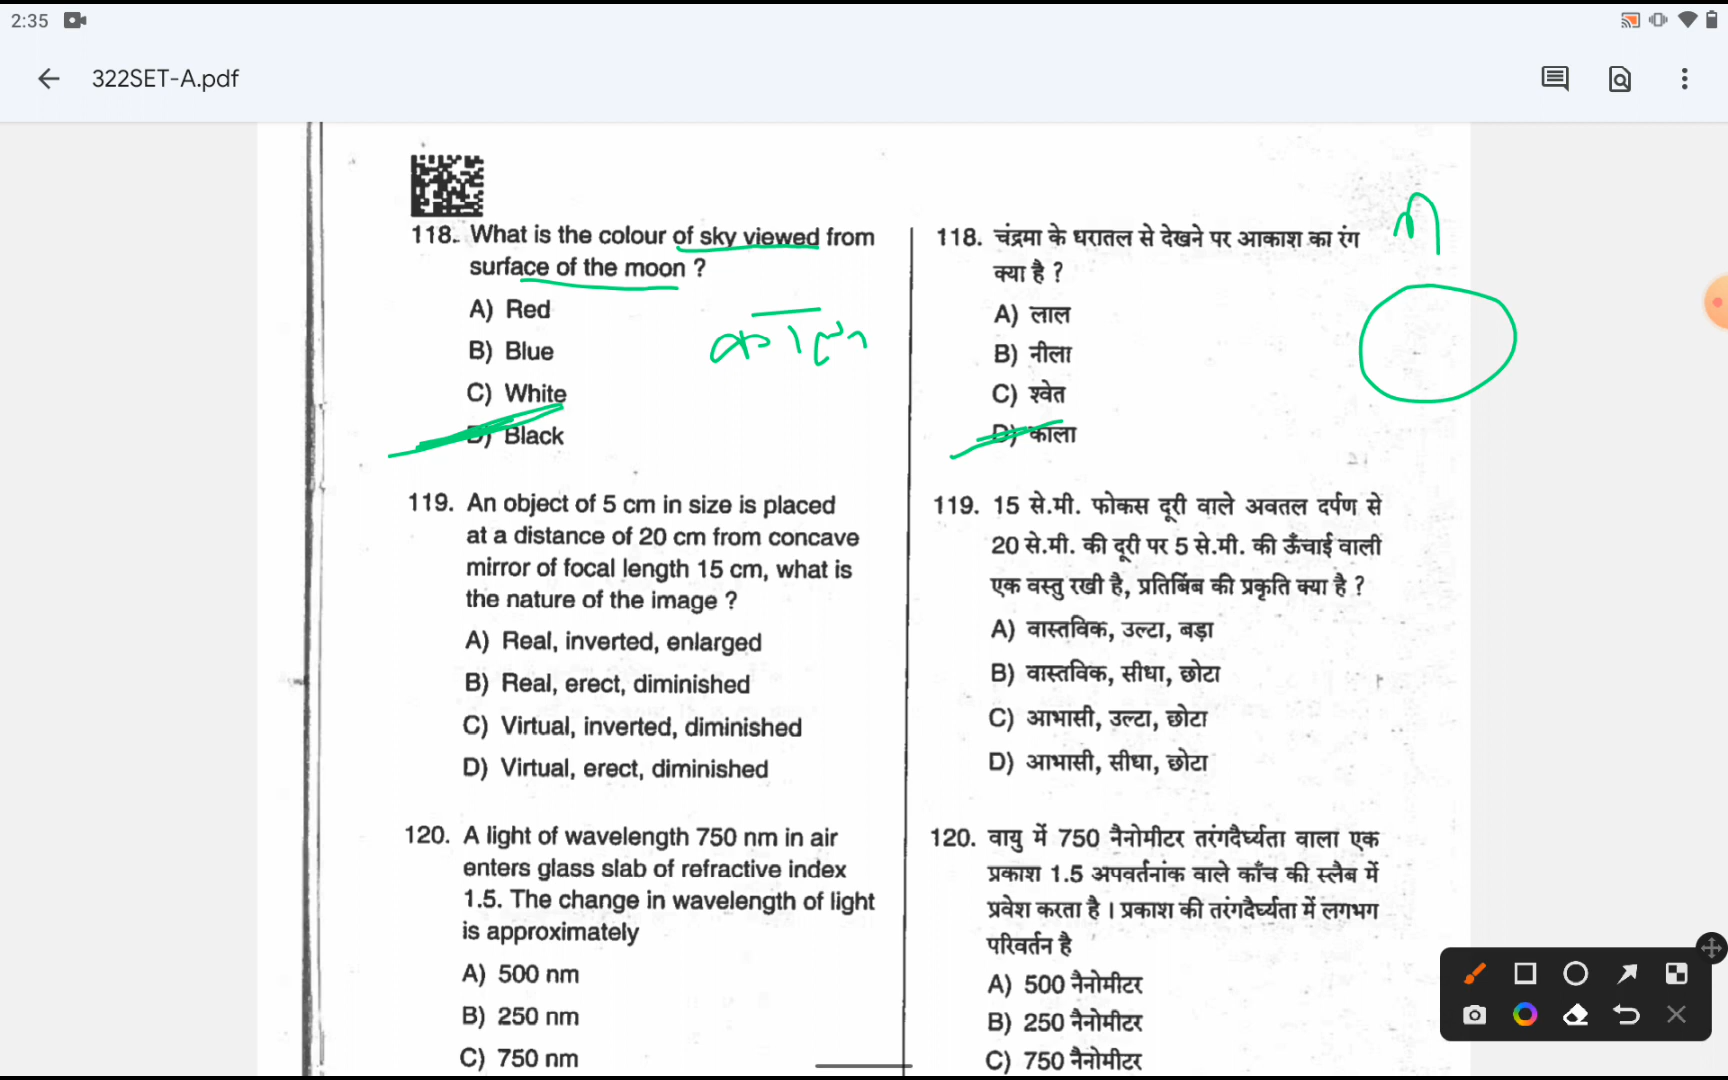 2:35
322SET-A.pdf
118. What is the colour of sky viewed from
surface of the moon ?
A) Red
B) Blue
C) White
D) Black
काला
119. An object of 5 cm in size is placed
at a distance of 20 cm from concave
mirror of focal length 15 cm, what is
the nature of the image ?
A) Real, inverted, enlarged
B) Real, erect, diminished
C) Virtual, inverted, diminished
D) Virtual, erect, diminished
120. A light of wavelength 750 nm in air
enters glass slab of refractive index
1.5. The change in wavelength of light
is approximately
A) 500 nm
B) 250 nm
C) 750 nm
118. चंद्रमा के धरातल से देखने पर आकाश का रंग
क्या है ?
A) लाल
B) नीला
C) श्वेत
D) काला
119. 15 से.मी. फोकस दूरी वाले अवतल दर्पण से
20 से.मी. की दूरी पर 5 से.मी. की ऊँचाई वाली
एक वस्तु रखी है, प्रतिबिंब की प्रकृति क्या है ?
A) वास्तविक, उल्टा, बड़ा
B) वास्तविक, सीधा, छोटा
C) आभासी, उल्टा, छोटा
D) आभासी, सीधा, छोटा
120. वायु में 750 नैनोमीटर तरंगदैर्घ्यता वाला एक
प्रकाश 1.5 अपवर्तनांक वाले काँच की स्लैब में
प्रवेश करता है । प्रकाश की तरंगदैर्घ्यता में लगभग
परिवर्तन है
A) 500 नैनोमीटर
B) 250 नैनोमीटर
C) 750 नैनोमीटर